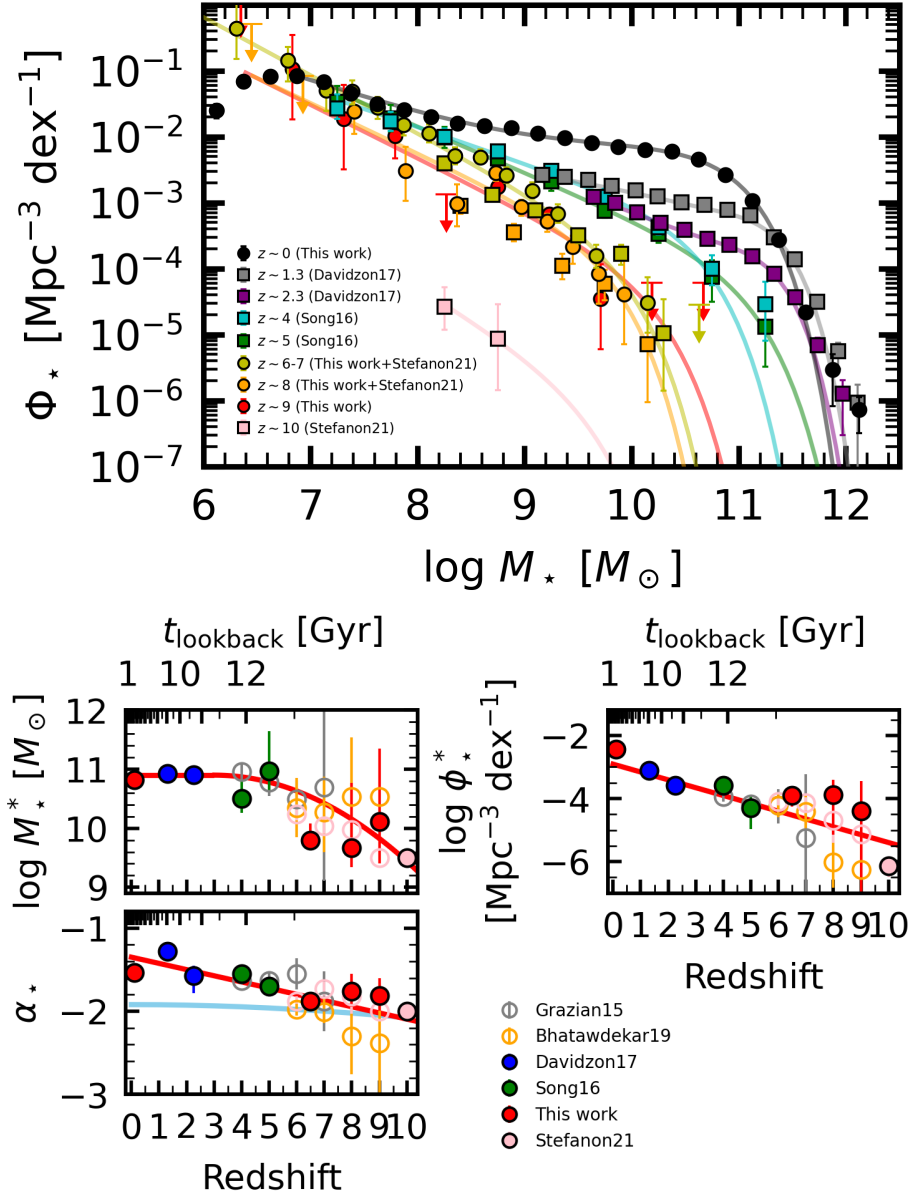 10⁻¹
10⁻²
10⁻³
10⁻⁴
10⁻⁵
10⁻⁶
10⁻⁷
Φ⋆ [Mpc⁻³ dex⁻¹]
z ~ 0 (This work)
z ~ 1.3 (Davidzon17)
z ~ 2.3 (Davidzon17)
z ~ 4 (Song16)
z ~ 5 (Song16)
z ~ 6-7 (This work+Stefanon21)
z ~ 8 (This work+Stefanon21)
z ~ 9 (This work)
z ~ 10 (Stefanon21)
6 7 8 9 10 11 12
log M⋆ [M⊙]
t_lookback [Gyr]
1 10 12
12
11
10
9
log M⋆* [M⊙]
−1
−2
−3
α⋆
0 1 2 3 4 5 6 7 8 9 10
Redshift
t_lookback [Gyr]
1 10 12
−2
−4
−6
log ϕ⋆*
[Mpc⁻³ dex⁻¹]
0 1 2 3 4 5 6 7 8 9 10
Redshift
Grazian15
Bhatawdekar19
Davidzon17
Song16
This work
Stefanon21